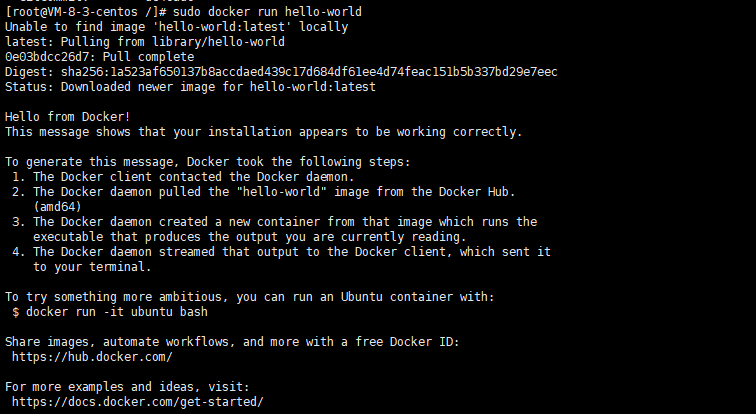 [root@VM-8-3-centos /]# sudo docker run hello-world
Unable to find image 'hello-world:latest' locally
latest: Pulling from library/hello-world
0e03bdcc26d7: Pull complete
Digest: sha256:1a523af650137b8accdaed439c17d684df61ee4d74feac151b5b337bd29e7eec
Status: Downloaded newer image for hello-world:latest

Hello from Docker!
This message shows that your installation appears to be working correctly.

To generate this message, Docker took the following steps:
 1. The Docker client contacted the Docker daemon.
 2. The Docker daemon pulled the "hello-world" image from the Docker Hub.
    (amd64)
 3. The Docker daemon created a new container from that image which runs the
    executable that produces the output you are currently reading.
 4. The Docker daemon streamed that output to the Docker client, which sent it
    to your terminal.

To try something more ambitious, you can run an Ubuntu container with:
 $ docker run -it ubuntu bash

Share images, automate workflows, and more with a free Docker ID:
 https://hub.docker.com/

For more examples and ideas, visit:
 https://docs.docker.com/get-started/